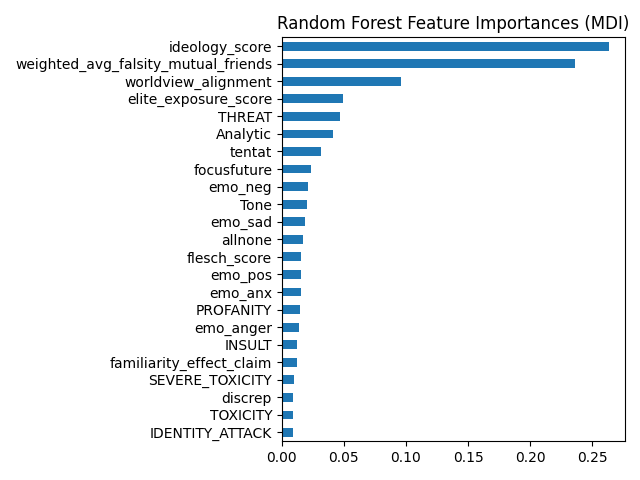 Random Forest Feature Importances (MDI)
ideology_score
weighted_avg_falsity_mutual_friends
worldview_alignment
elite_exposure_score
THREAT
Analytic
tentat
focusfuture
emo_neg
Tone
emo_sad
allnone
flesch_score
emo_pos
emo_anx
PROFANITY
emo_anger
INSULT
familiarity_effect_claim
SEVERE_TOXICITY
discrep
TOXICITY
IDENTITY_ATTACK
0.00 0.05 0.10 0.15 0.20 0.25